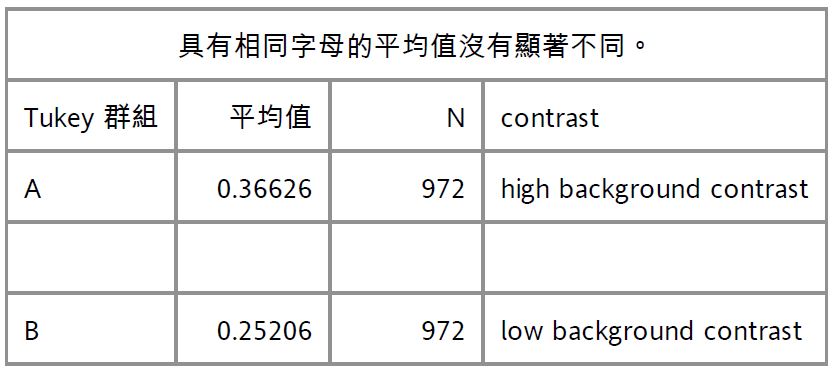 具有相同字母的平均值沒有顯著不同。
Tukey 群組 平均值 N contrast
A 0.36626 972 high background contrast
B 0.25206 972 low background contrast